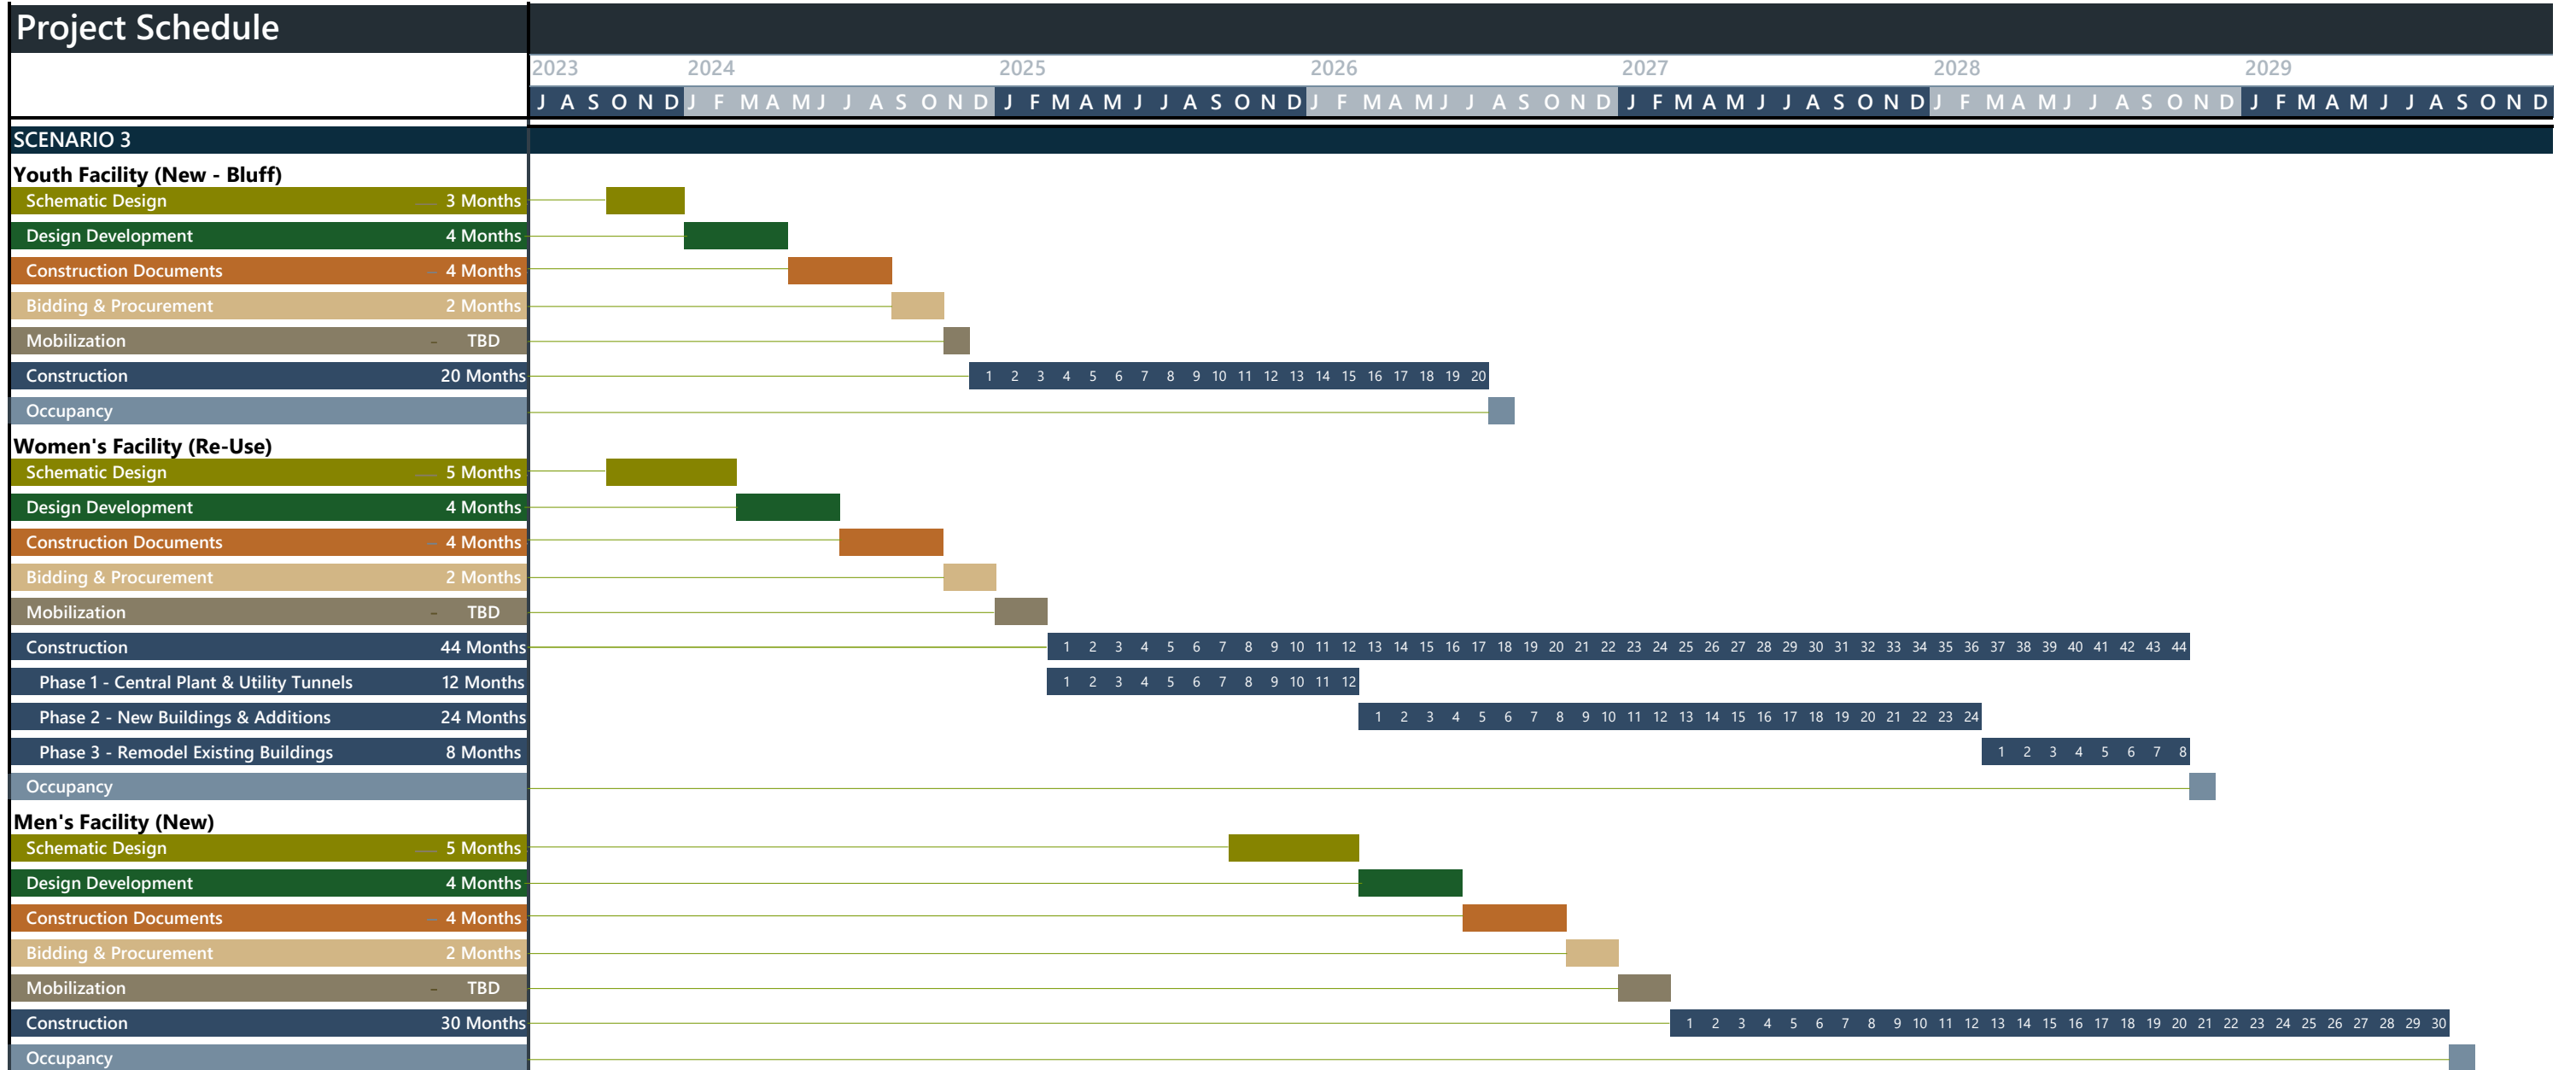 Project Schedule
2023 2024 2025 2026 2027 2028 2029
J A S O N D J F M A M J J A S O N D J F M A M J J A S O N D J F M A M J J A S O N D J F M A M J J A S O N D J F M A M J J A S O N D J F M A M J J A S O N D
SCENARIO 3
Youth Facility (New - Bluff)
Schematic Design 3 Months
Design Development 4 Months
Construction Documents 4 Months
Bidding & Procurement 2 Months
Mobilization - TBD
Construction 20 Months 1 2 3 4 5 6 7 8 9 10 11 12 13 14 15 16 17 18 19 20
Occupancy
Women's Facility (Re-Use)
Schematic Design 5 Months
Design Development 4 Months
Construction Documents 4 Months
Bidding & Procurement 2 Months
Mobilization - TBD
Construction 44 Months 1 2 3 4 5 6 7 8 9 10 11 12 13 14 15 16 17 18 19 20 21 22 23 24 25 26 27 28 29 30 31 32 33 34 35 36 37 38 39 40 41 42 43 44
Phase 1 - Central Plant & Utility Tunnels 12 Months 1 2 3 4 5 6 7 8 9 10 11 12
Phase 2 - New Buildings & Additions 24 Months 1 2 3 4 5 6 7 8 9 10 11 12 13 14 15 16 17 18 19 20 21 22 23 24
Phase 3 - Remodel Existing Buildings 8 Months 1 2 3 4 5 6 7 8
Occupancy
Men's Facility (New)
Schematic Design 5 Months
Design Development 4 Months
Construction Documents 4 Months
Bidding & Procurement 2 Months
Mobilization - TBD
Construction 30 Months 1 2 3 4 5 6 7 8 9 10 11 12 13 14 15 16 17 18 19 20 21 22 23 24 25 26 27 28 29 30
Occupancy